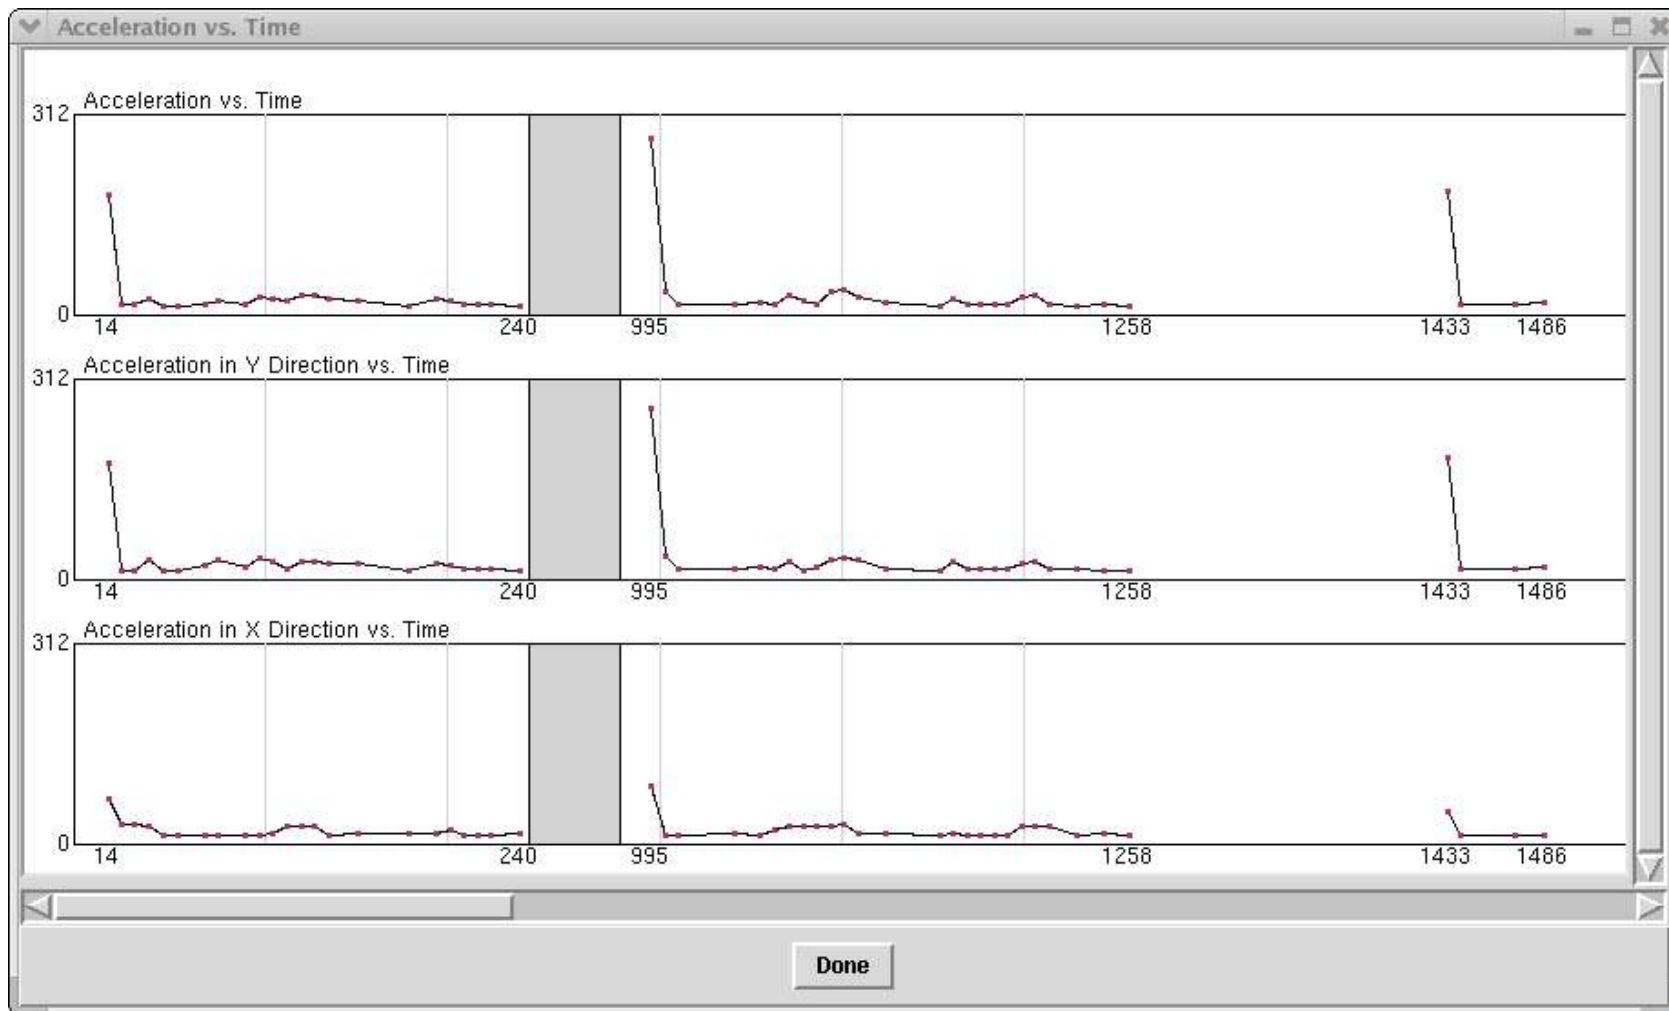 Acceleration vs. Time
Acceleration vs. Time
312
0
14 240 995 1258 1433 1486
Acceleration in Y Direction vs. Time
312
0
14 240 995 1258 1433 1486
Acceleration in X Direction vs. Time
312
0
14 240 995 1258 1433 1486
Done